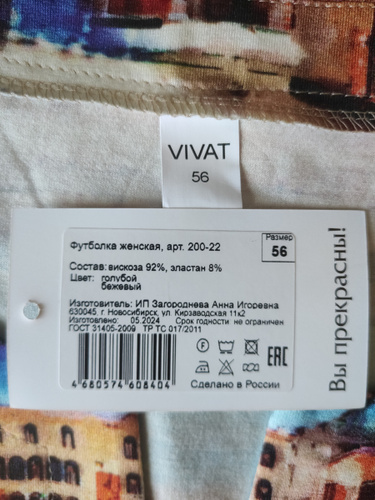 VIVAT
56
Футболка женская, арт. 200-22
Размер
56
Состав: вискоза 92%, эластан 8%
Цвет: голубой
бежевый
Изготовитель: ИП Загороднева Анна Игоревна
630045 г. Новосибирск, ул. Кирзаводская 11к2
Изготовлено: 05.2024 Срок годности не ограничен
ГОСТ 31405-2009 ТР ТС 017/2011
4 680574 608404
EAC
Сделано в России
Вы прекрасны!